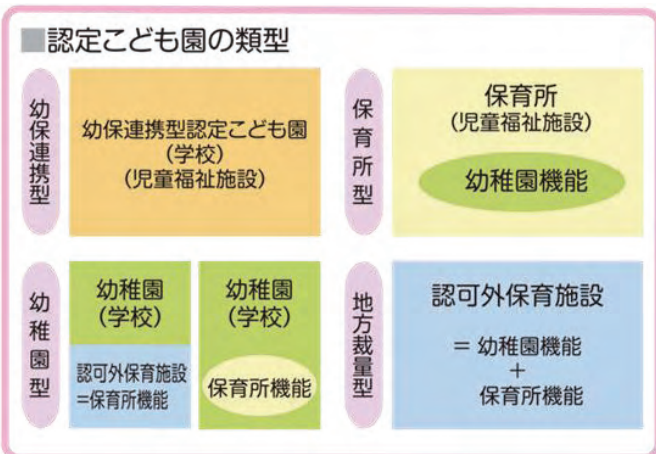 ■認定こども園の類型
幼保連携型
幼保連携型認定こども園
(学校)
(児童福祉施設)
保育所型
保育所
(児童福祉施設)
幼稚園機能
幼稚園型
幼稚園
(学校)
認可外保育施設
=保育所機能
幼稚園
(学校)
保育所機能
地方裁量型
認可外保育施設
= 幼稚園機能
+
保育所機能